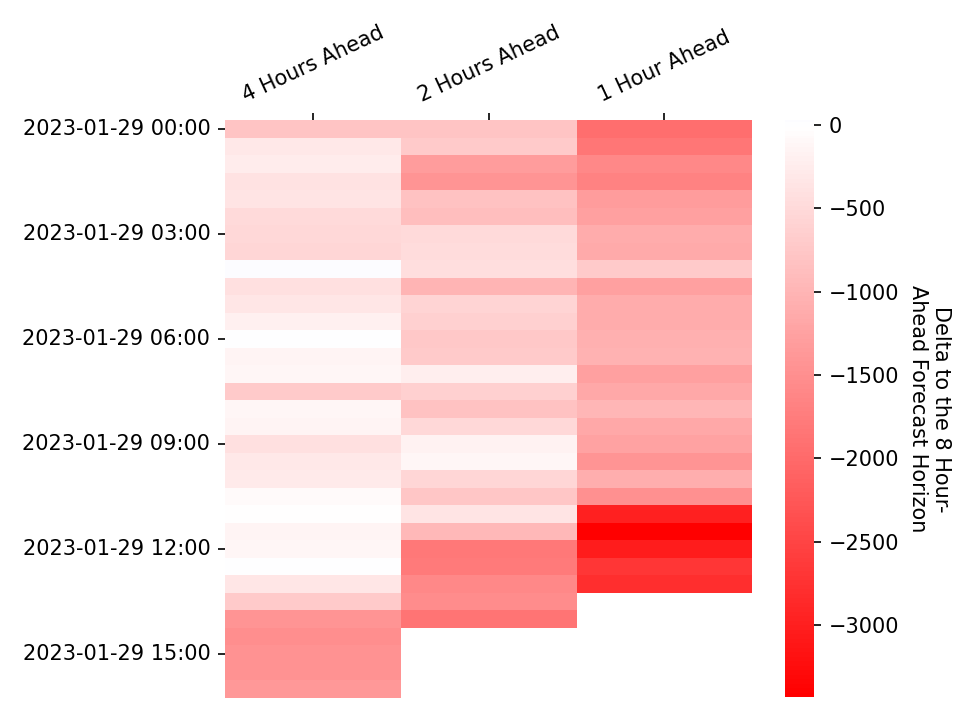 4 Hours Ahead
2 Hours Ahead
1 Hour Ahead
2023-01-29 00:00
2023-01-29 03:00
2023-01-29 06:00
2023-01-29 09:00
2023-01-29 12:00
2023-01-29 15:00
0
−500
−1000
−1500
−2000
−2500
−3000
Delta to the 8 Hour-
Ahead Forecast Horizon